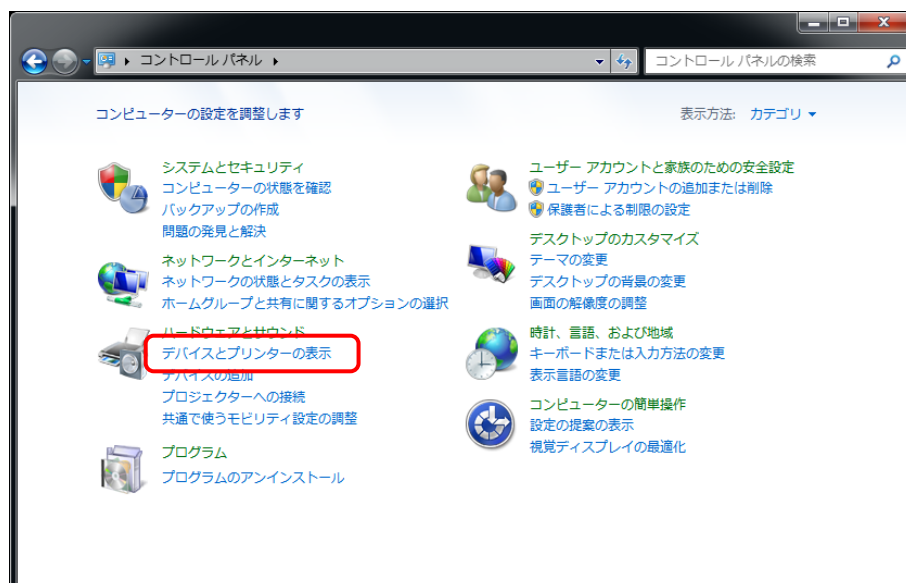 コントロール パネル
コントロール パネルの検索
コンピューターの設定を調整します
表示方法: カテゴリ
システムとセキュリティ
コンピューターの状態を確認
バックアップの作成
問題の発見と解決
ネットワークとインターネット
ネットワークの状態とタスクの表示
ホームグループと共有に関するオプションの選択
ハードウェアとサウンド
デバイスとプリンターの表示
デバイスの追加
プロジェクターへの接続
共通で使うモビリティ設定の調整
プログラム
プログラムのアンインストール
ユーザー アカウントと家族のための安全設定
ユーザー アカウントの追加または削除
保護者による制限の設定
デスクトップのカスタマイズ
テーマの変更
デスクトップの背景の変更
画面の解像度の調整
時計、言語、および地域
キーボードまたは入力方法の変更
表示言語の変更
コンピューターの簡単操作
設定の提案の表示
視覚ディスプレイの最適化